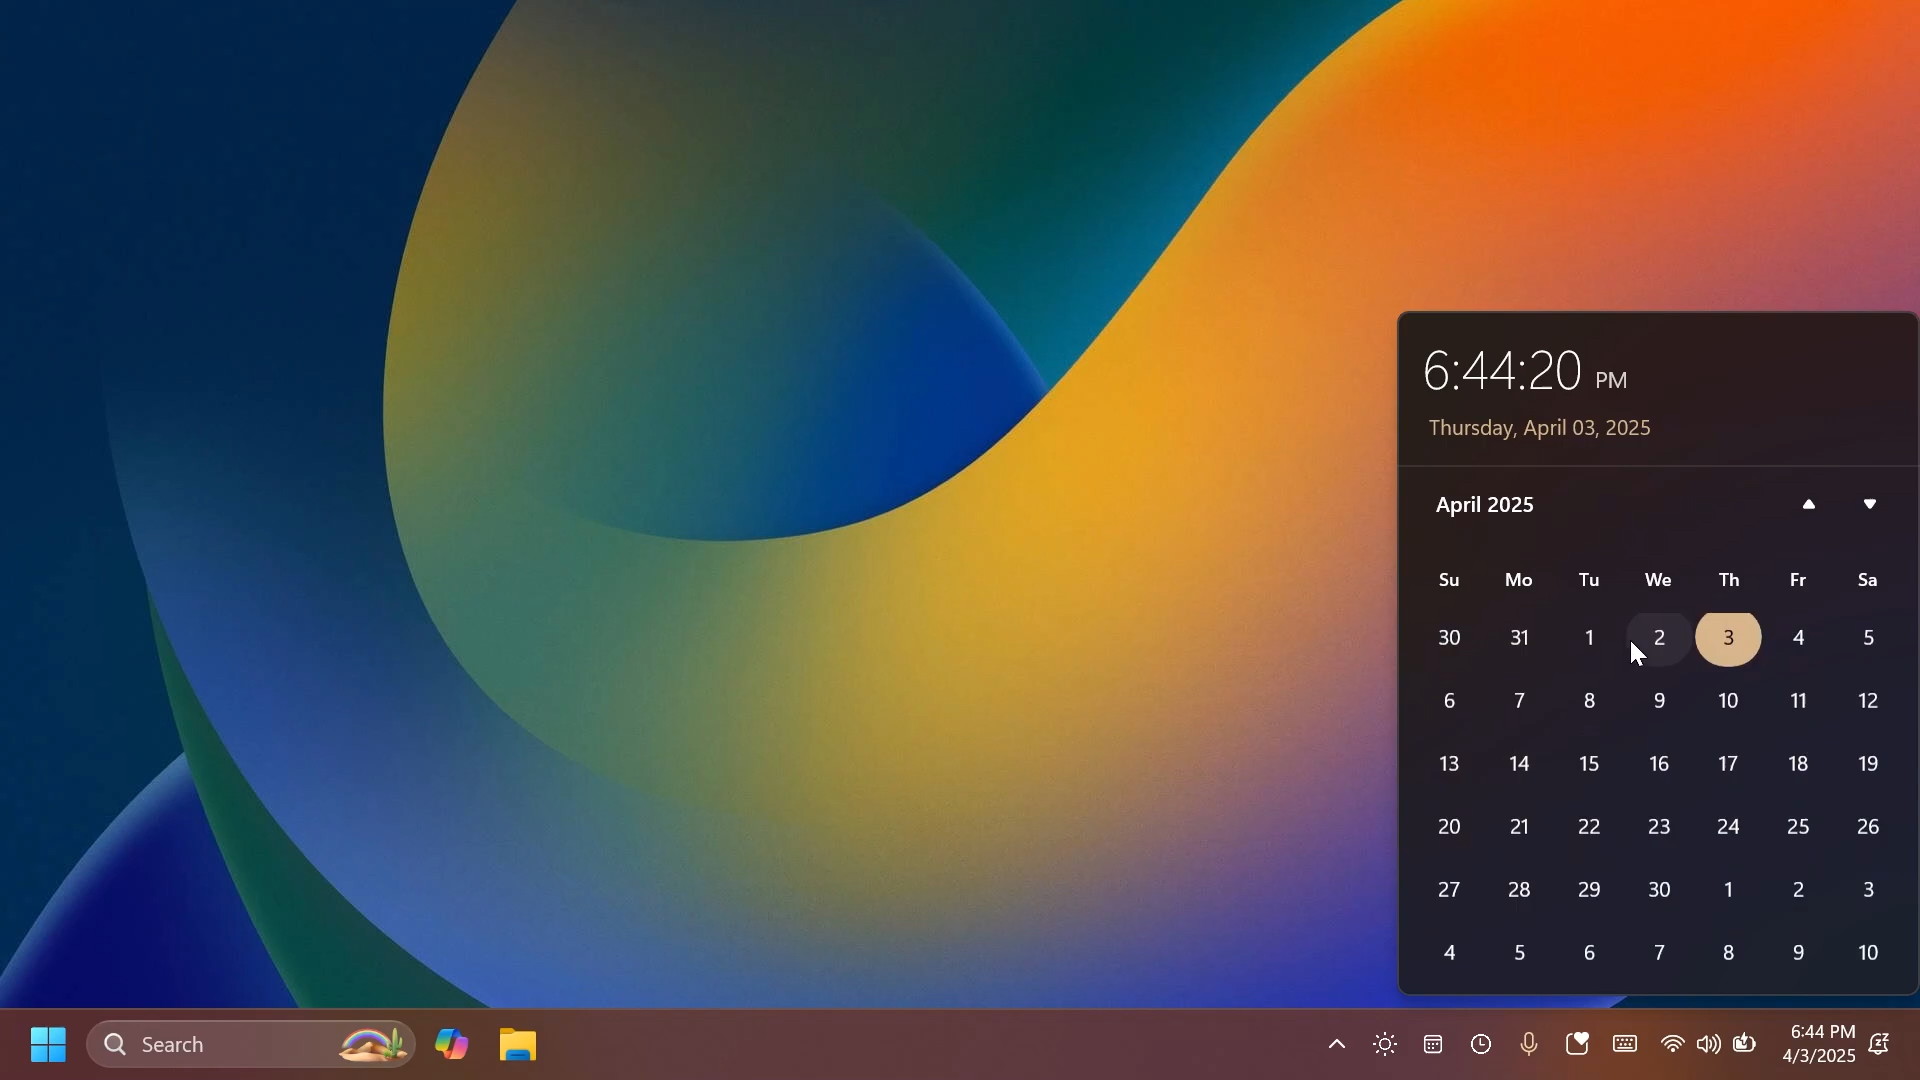 6:44:20 PM
Thursday, April 03, 2025
April 2025
Su Mo Tu We Th Fr Sa
30 31 1 2 3 4 5
6 7 8 9 10 11 12
13 14 15 16 17 18 19
20 21 22 23 24 25 26
27 28 29 30 1 2 3
4 5 6 7 8 9 10
Search
6:44 PM
4/3/2025